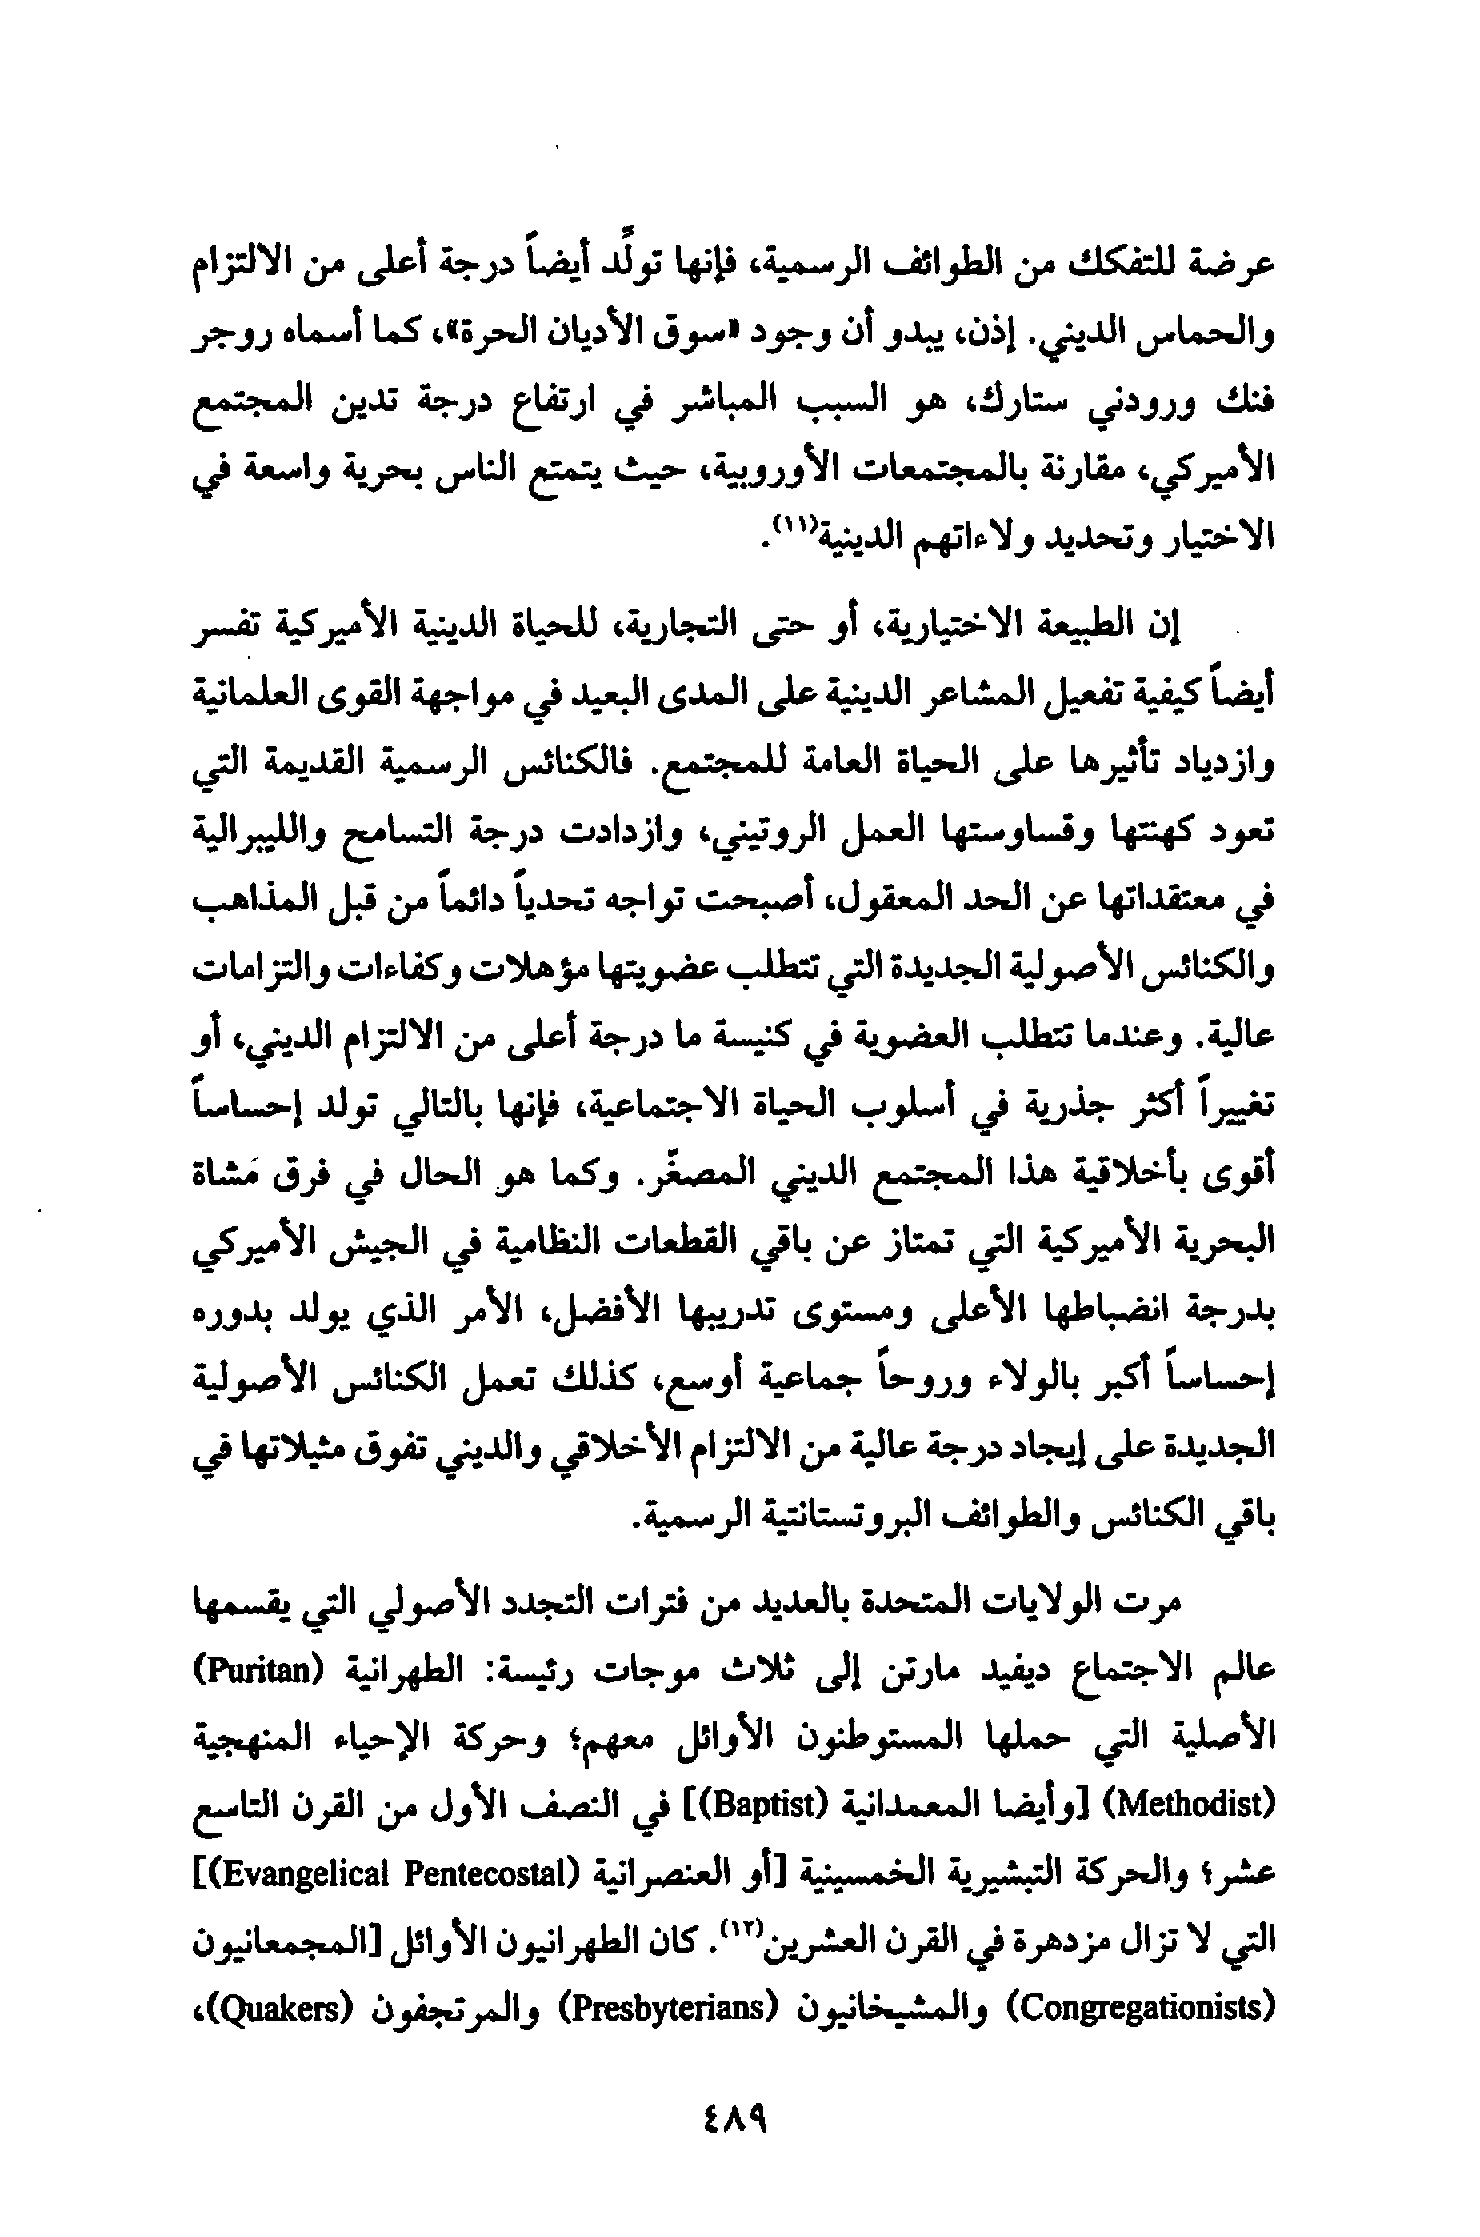 عرضة للتفكك من الطوائف الرسمية، فإنها تولِّد أيضاً درجة أعلى من الالتزام
والحماس الديني. إذن، يبدو أن وجود «سوق الأديان الحرة»، كما أسماه روجر
فنك ورودني ستارك، هو السبب المباشر في ارتفاع درجة تدين المجتمع
الأميركي، مقارنة بالمجتمعات الأوروبية، حيث يتمتع الناس بحرية واسعة في
الاختيار وتحديد ولاءاتهم الدينية(١١).
إن الطبيعة الاختيارية، أو حتى التجارية، للحياة الدينية الأميركية تفسر
أيضاً كيفية تفعيل المشاعر الدينية على المدى البعيد في مواجهة القوى العلمانية
وازدياد تأثيرها على الحياة العامة للمجتمع. فالكنائس الرسمية القديمة التي
تعود كهنتها وقساوستها العمل الروتيني، وازدادت درجة التسامح والليبرالية
في معتقداتها عن الحد المعقول، أصبحت تواجه تحدياً دائماً من قبل المذاهب
والكنائس الأصولية الجديدة التي تتطلب عضويتها مؤهلات وكفاءات والتزامات
عالية. وعندما تتطلب العضوية في كنيسة ما درجة أعلى من الالتزام الديني، أو
تغييراً أكثر جذرية في أسلوب الحياة الاجتماعية، فإنها بالتالي تولد إحساساً
أقوى بأخلاقية هذا المجتمع الديني المصغّر. وكما هو الحال في فرق مَشاة
البحرية الأميركية التي تمتاز عن باقي القطعات النظامية في الجيش الأميركي
بدرجة انضباطها الأعلى ومستوى تدريبها الأفضل، الأمر الذي يولد بدوره
إحساساً أكبر بالولاء وروحاً جماعية أوسع، كذلك تعمل الكنائس الأصولية
الجديدة على إيجاد درجة عالية من الالتزام الأخلاقي والديني تفوق مثيلاتها في
باقي الكنائس والطوائف البروتستانتية الرسمية.
مرت الولايات المتحدة بالعديد من فترات التجدد الأصولي التي يقسمها
عالم الاجتماع ديفيد مارتن إلى ثلاث موجات رئيسة: الطهرانية (Puritan)
الأصلية التي حملها المستوطنون الأوائل معهم؛ وحركة الإحياء المنهجية
(Methodist) [وأيضا المعمدانية (Baptist)] في النصف الأول من القرن التاسع
عشر؛ والحركة التبشيرية الخمسينية [أو العنصرانية (Evangelical Pentecostal)]
التي لا تزال مزدهرة في القرن العشرين(١٢). كان الطهرانيون الأوائل [المجمعانيون
(Congregationists) والمشيخانيون (Presbyterians) والمرتجفون (Quakers)،
٤٨٩